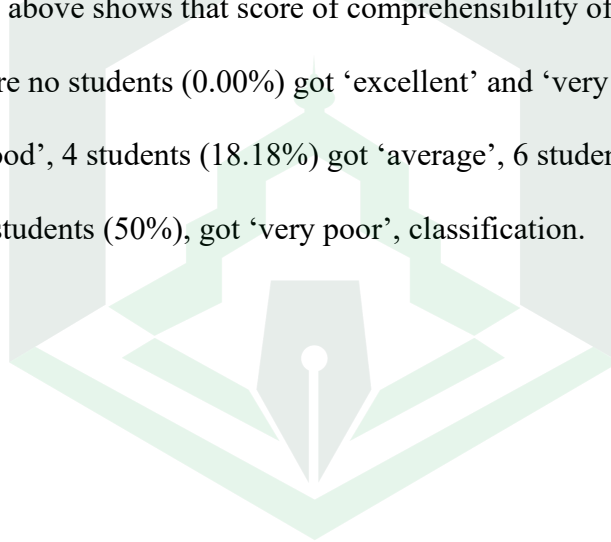 above shows that score of comprehensibility of
re no students (0.00%) got ‘excellent’ and ‘very
ood’, 4 students (18.18%) got ‘average’, 6 studen
students (50%), got ‘very poor’, classification.